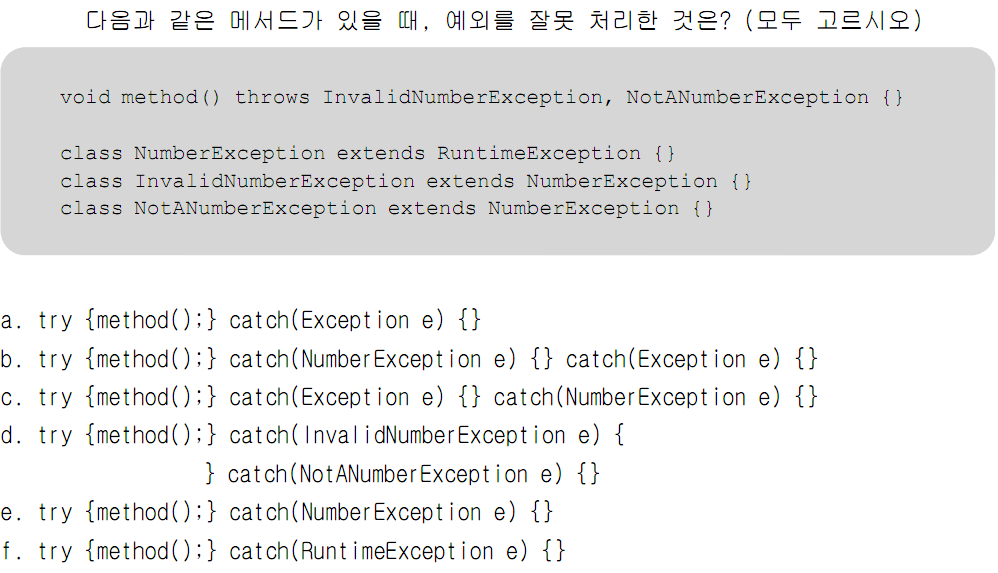 다음과 같은 메서드가 있을 때, 예외를 잘못 처리한 것은? (모두 고르시오)
void method() throws InvalidNumberException, NotANumberException {}
class NumberException extends RuntimeException {}
class InvalidNumberException extends NumberException {}
class NotANumberException extends NumberException {}
a. try {method();} catch(Exception e) {}
b. try {method();} catch(NumberException e) {} catch(Exception e) {}
c. try {method();} catch(Exception e) {} catch(NumberException e) {}
d. try {method();} catch(InvalidNumberException e) {
} catch(NotANumberException e) {}
e. try {method();} catch(NumberException e) {}
f. try {method();} catch(RuntimeException e) {}